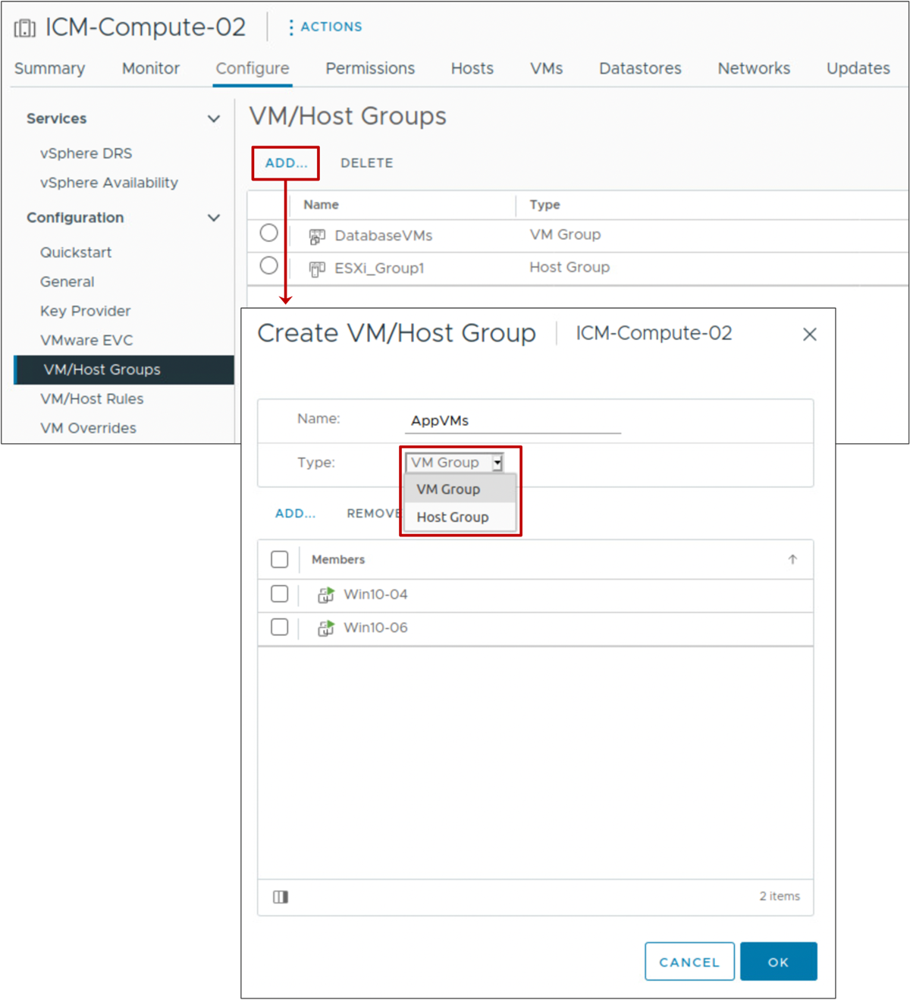 ICM-Compute-02 ACTIONS
Summary Monitor Configure Permissions Hosts VMs Datastores Networks Updates
Services
vSphere DRS
vSphere Availability
Configuration
Quickstart
General
Key Provider
VMware EVC
VM/Host Groups
VM/Host Rules
VM Overrides
VM/Host Groups
ADD... DELETE
Name Type
DatabaseVMs VM Group
ESXi_Group1 Host Group
Create VM/Host Group ICM-Compute-02
Name: AppVMs
Type: VM Group
VM Group
Host Group
ADD... REMOVE
Members
Win10-04
Win10-06
2 items
CANCEL OK